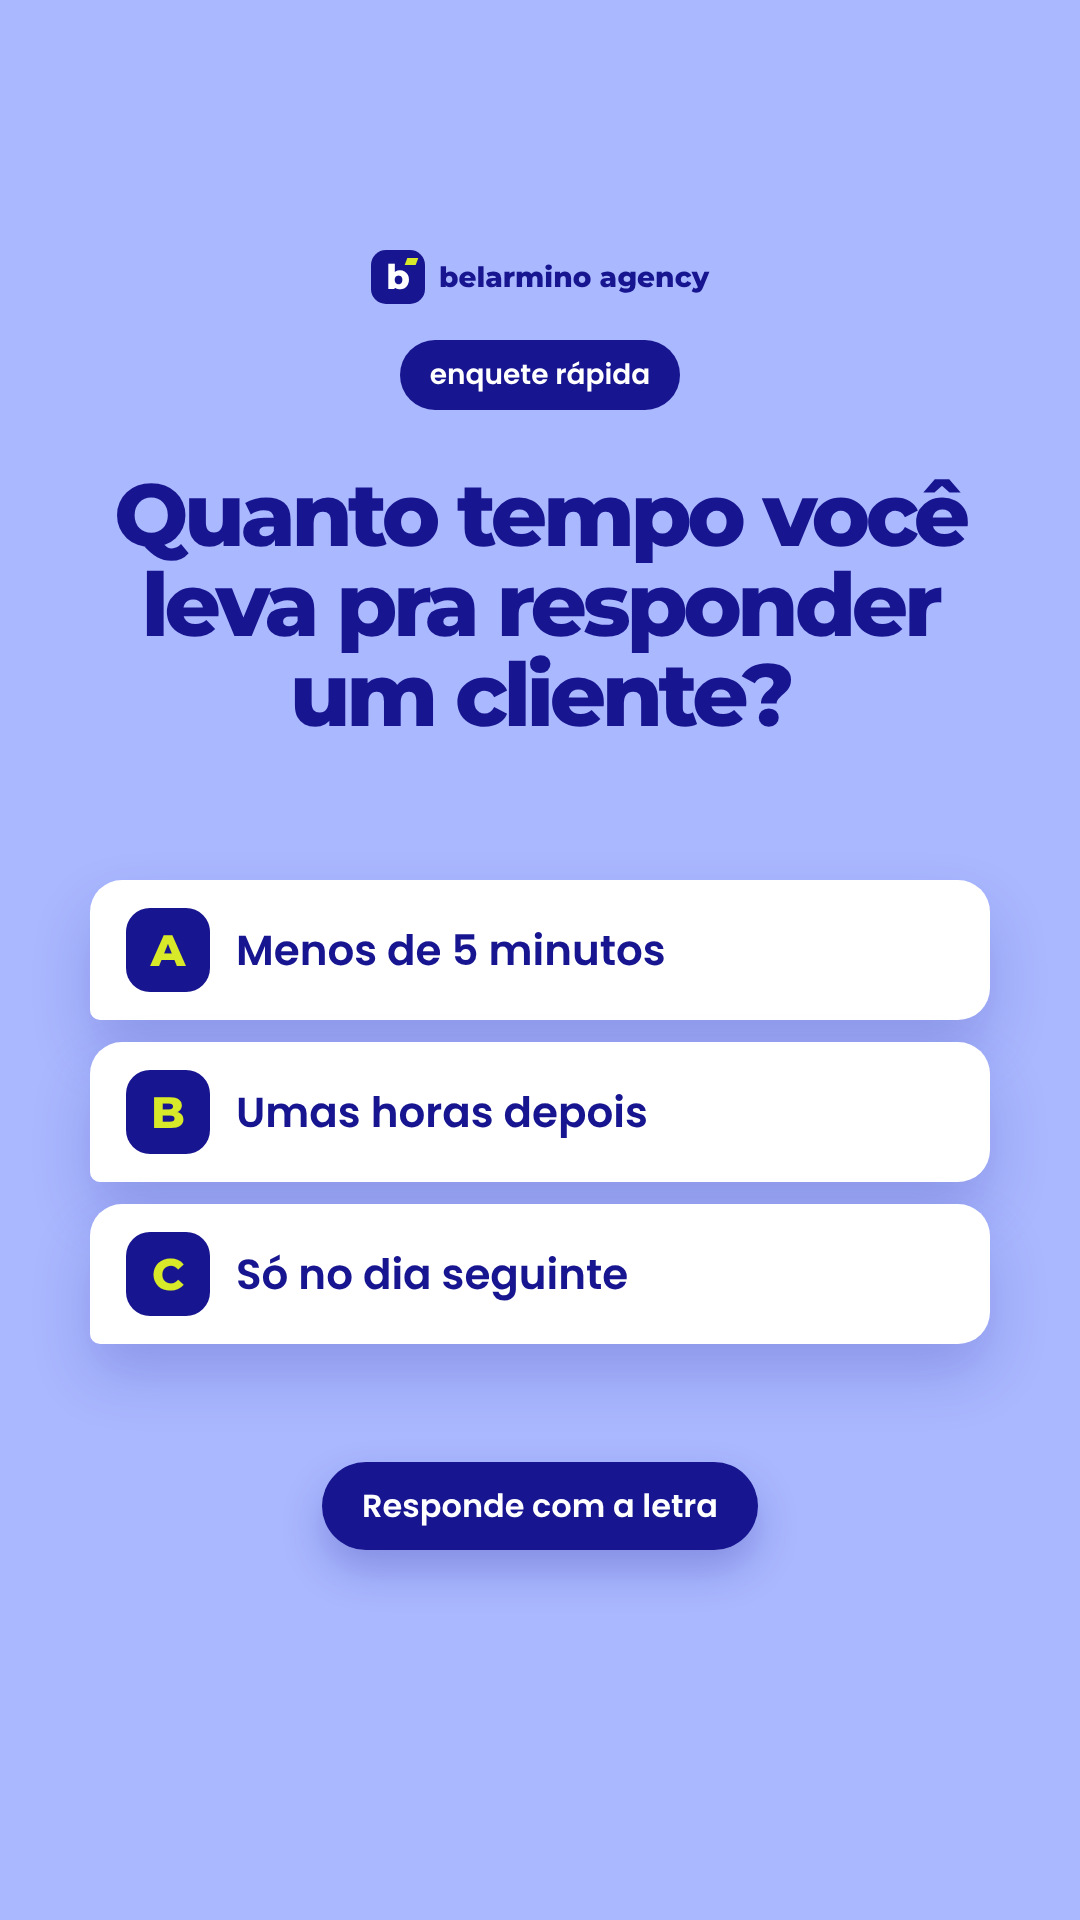 b belarmino agency
enquete rápida
Quanto tempo você
leva pra responder
um cliente?
A Menos de 5 minutos
B Umas horas depois
C Só no dia seguinte
Responde com a letra